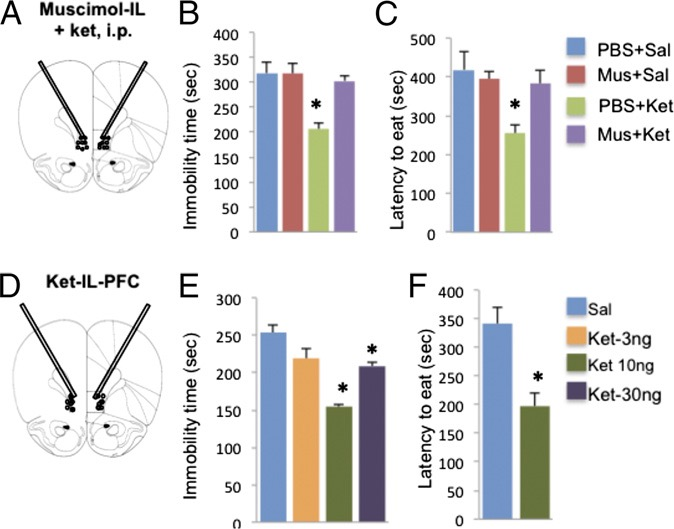 A
Muscimol-IL
+ ket, i.p.
B
Immobility time (sec)
400
350
300
250
200
150
100
50
0
*
C
Latency to eat (sec)
500
400
300
200
100
0
*
PBS+Sal
Mus+Sal
PBS+Ket
Mus+Ket
D
Ket-IL-PFC
E
Immobility time (sec)
300
250
200
150
100
50
0
*
*
F
Latency to eat (sec)
400
350
300
250
200
150
100
50
0
*
Sal
Ket-3ng
Ket 10ng
Ket-30ng